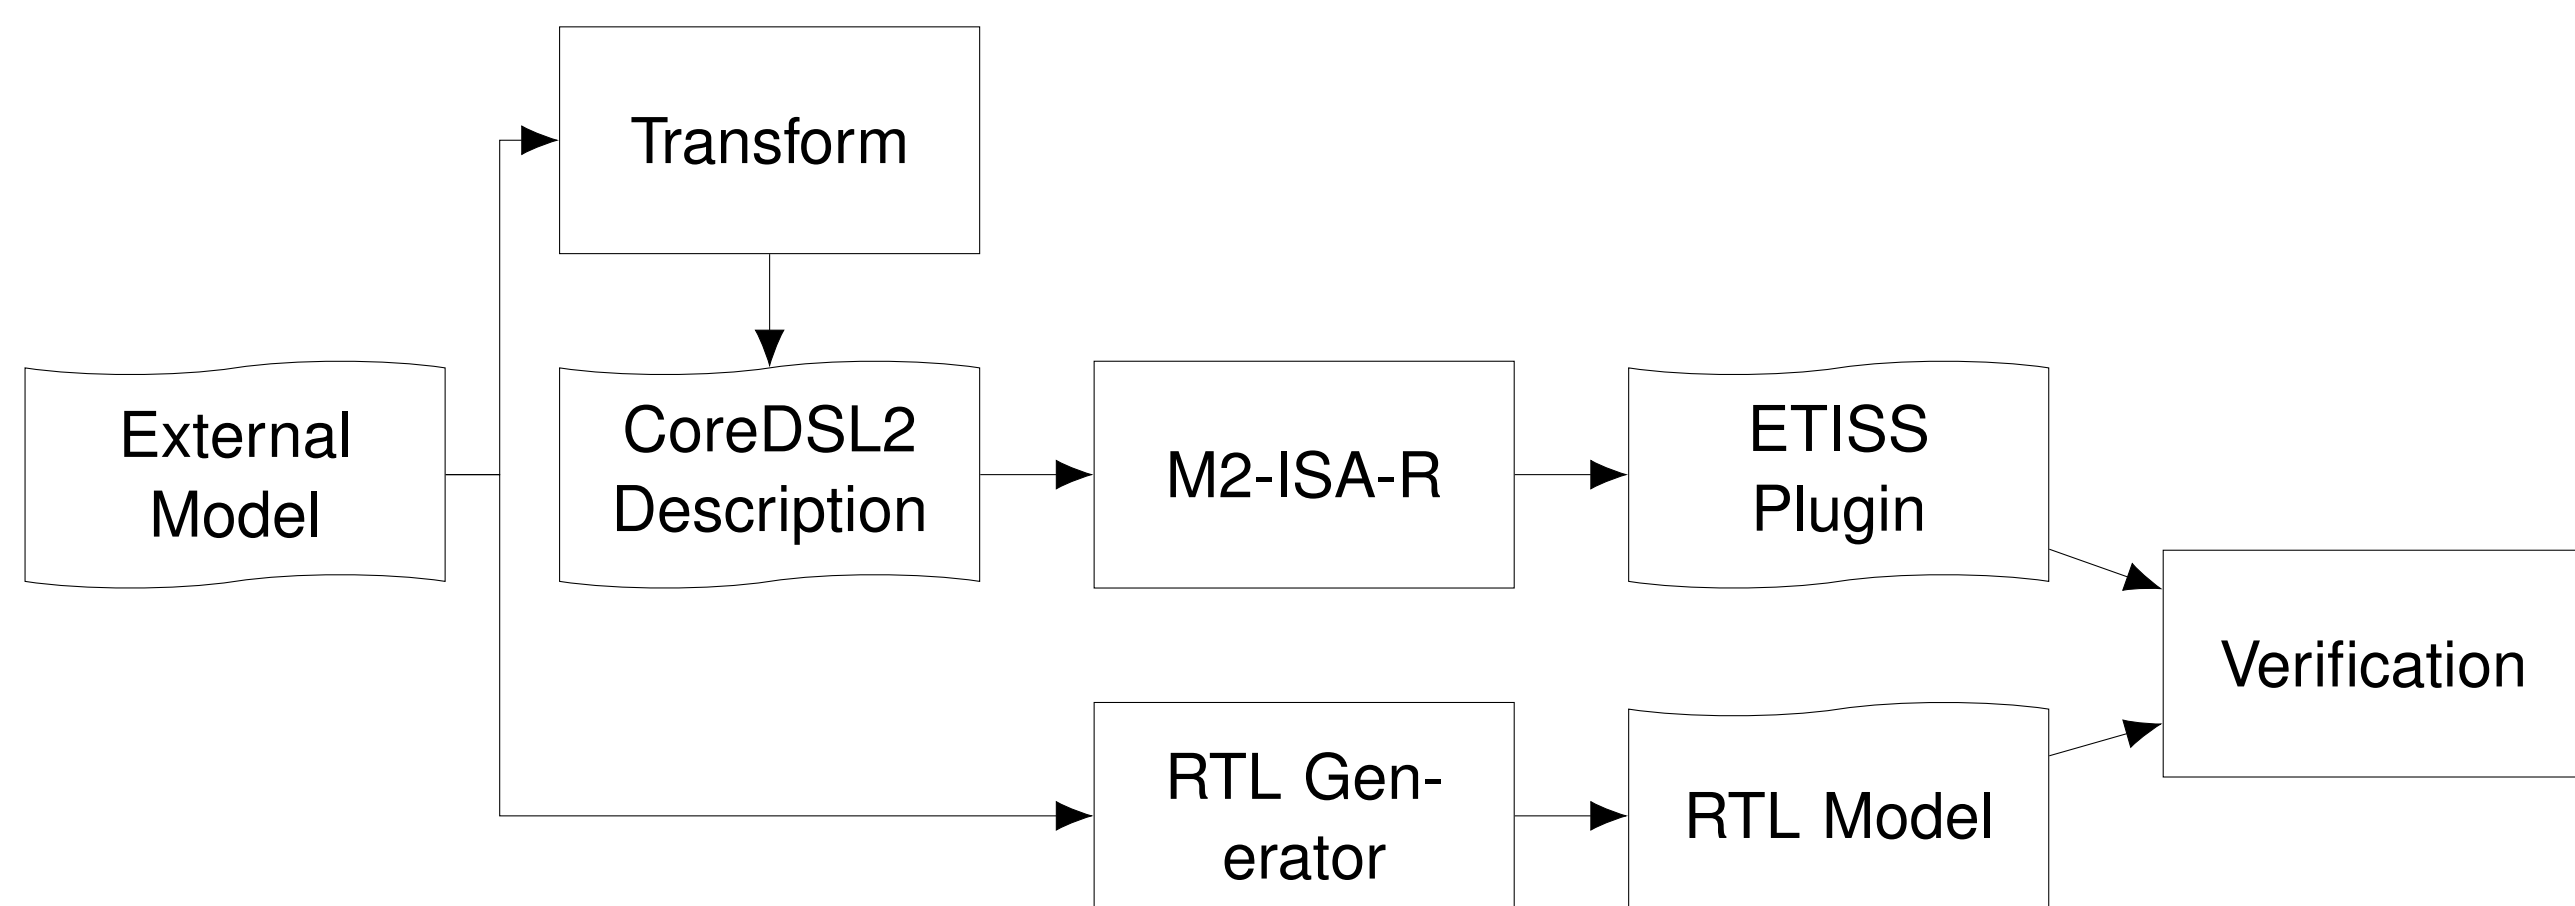 Transform
External
Model
CoreDSL2
Description
M2-ISA-R
ETISS
Plugin
Verification
RTL Gen-
erator
RTL Model